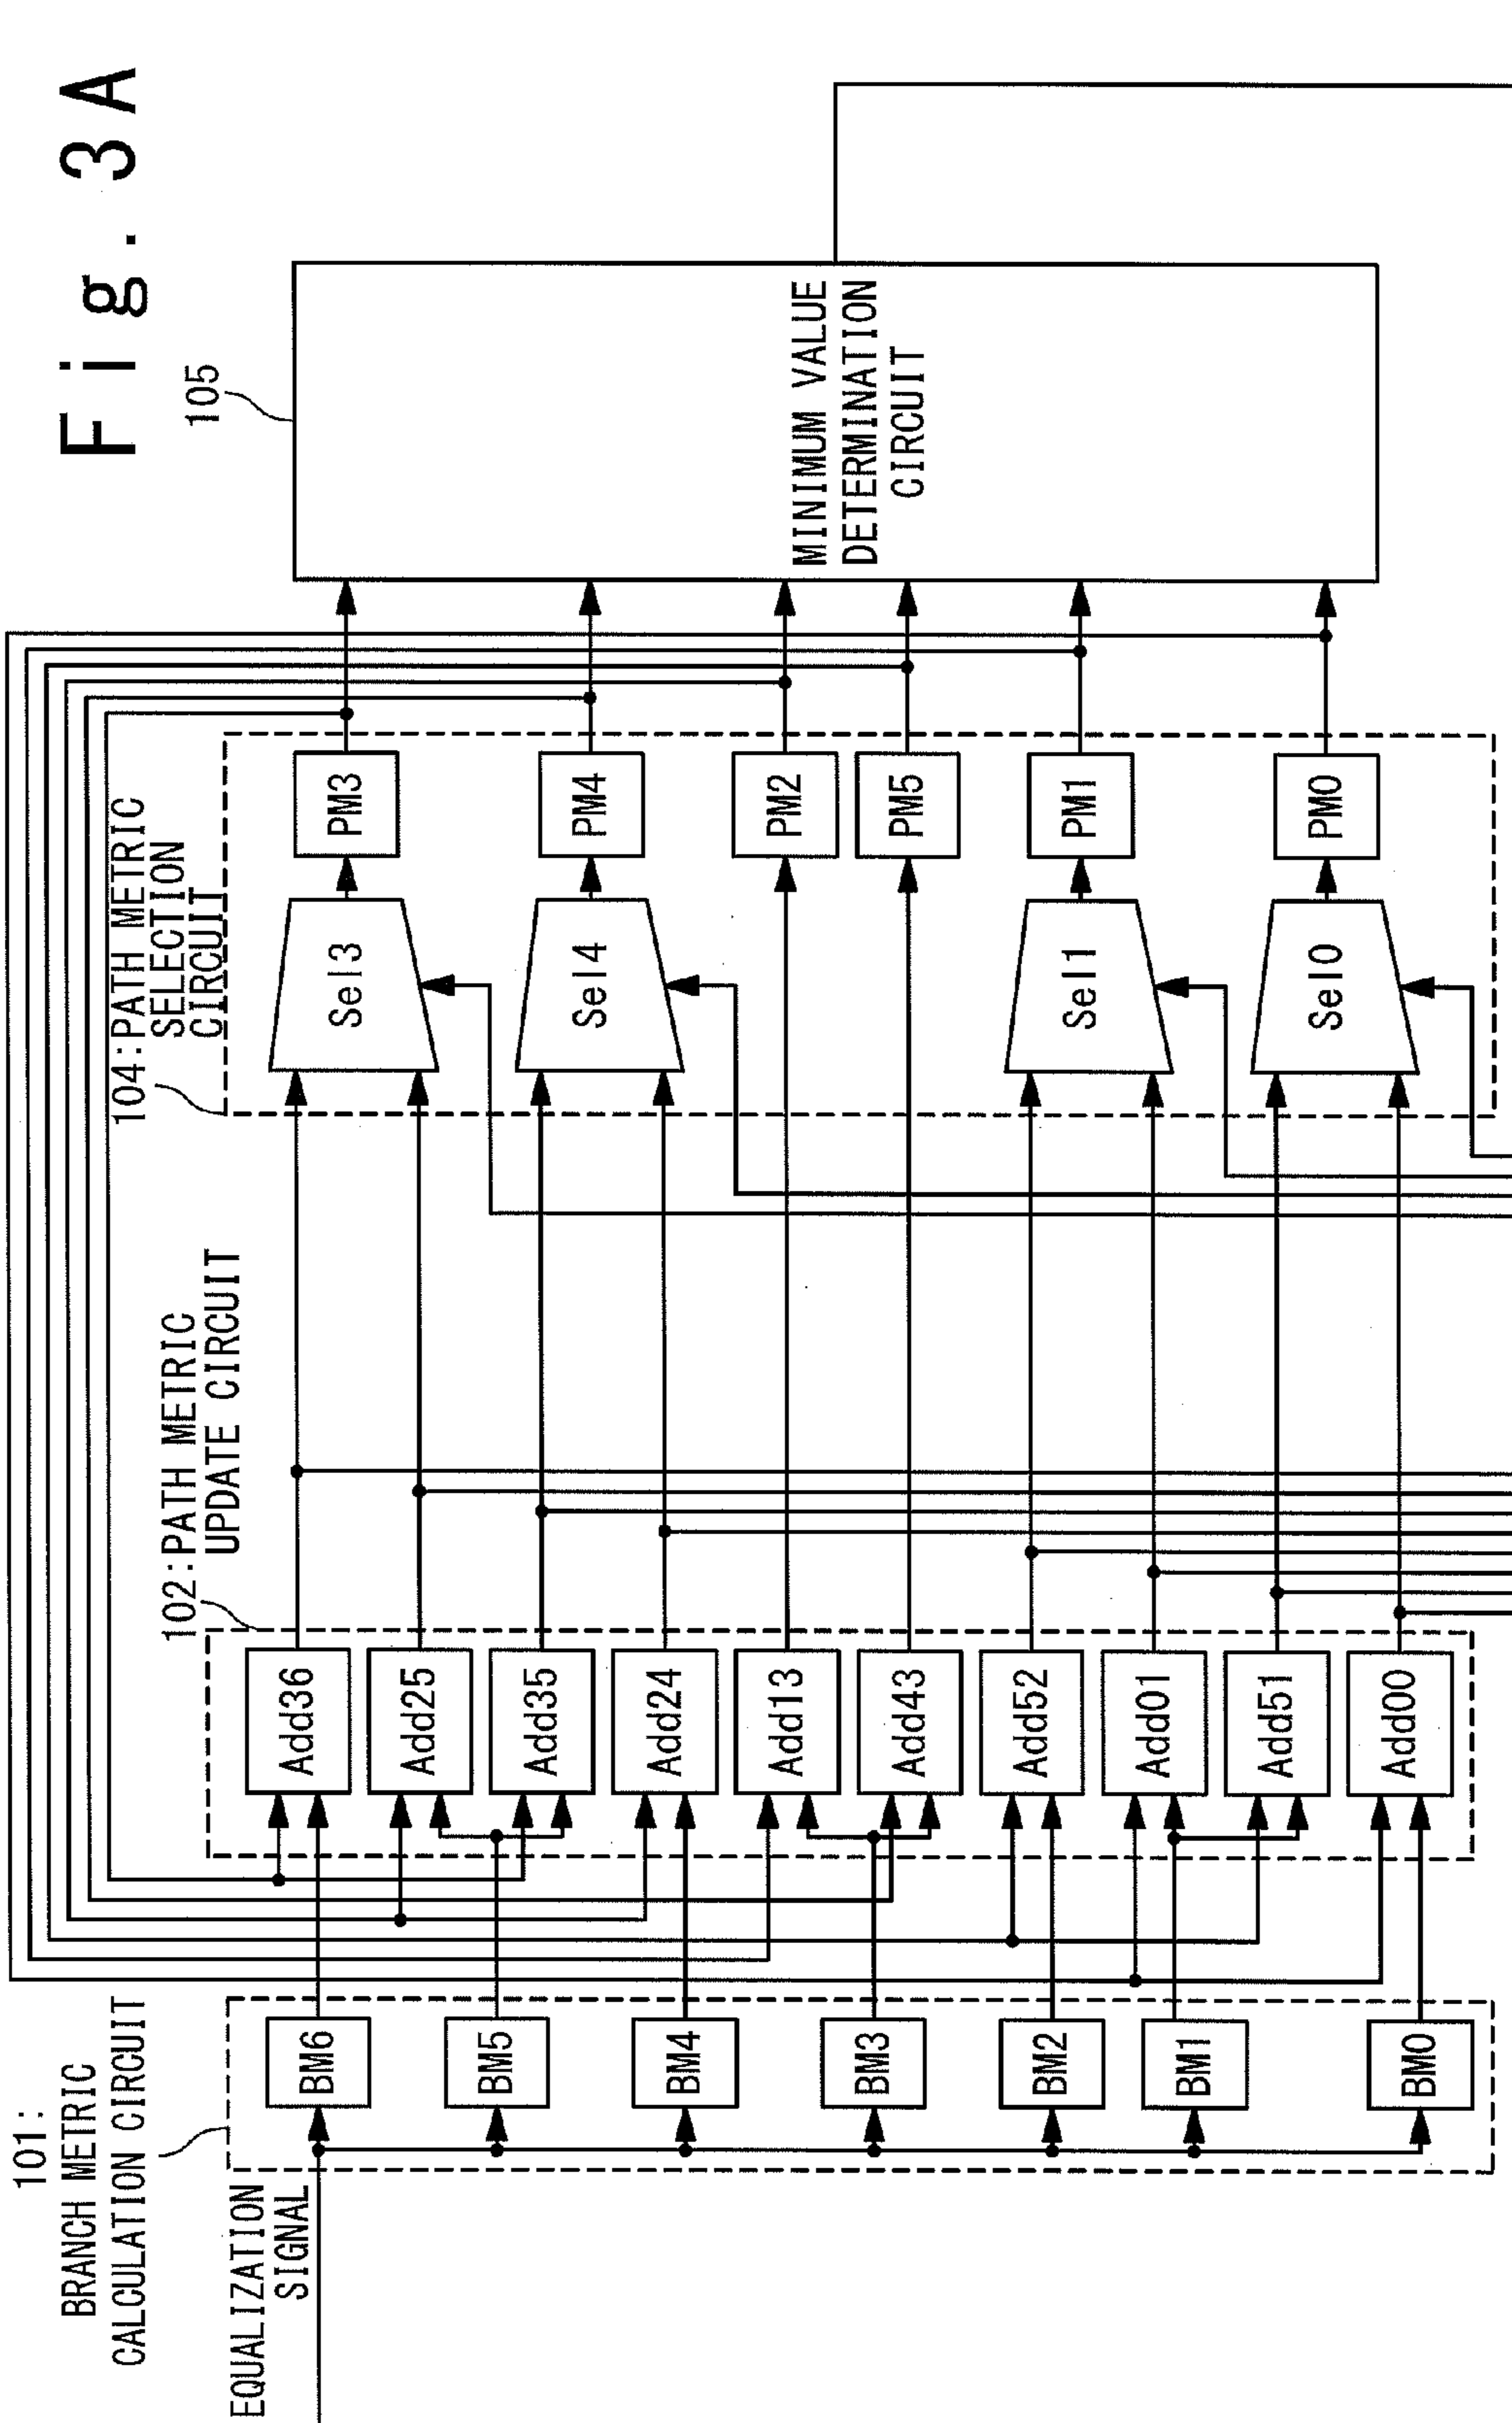 Fig. 3A
101:
BRANCH METRIC
CALCULATION CIRCUIT
102:PATH METRIC
UPDATE CIRCUIT
104:PATH METRIC
SELECTION
CIRCUIT
105
EQUALIZATION
SIGNAL
BM6
BM5
BM4
BM3
BM2
BM1
BM0
Add36
Add25
Add35
Add24
Add13
Add43
Add52
Add01
Add51
Add00
Sel3
Sel4
Sel1
Sel0
PM3
PM4
PM2
PM5
PM1
PM0
MINIMUM VALUE
DETERMINATION
CIRCUIT